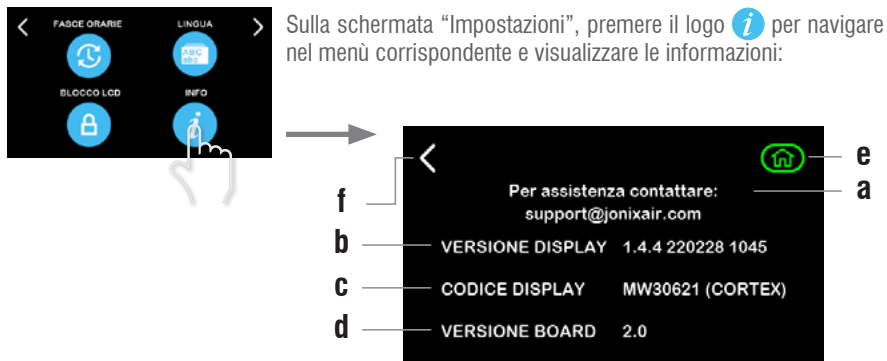 FASCE ORARIE LINGUA
ABC
abc
BLOCCO LCD INFO
i
Sulla schermata “Impostazioni”, premere il logo i per navigare
nel menù corrispondente e visualizzare le informazioni:
e
a
Per assistenza contattare:
support@jonixair.com
f
b VERSIONE DISPLAY 1.4.4 220228 1045
c CODICE DISPLAY MW30621 (CORTEX)
d VERSIONE BOARD 2.0